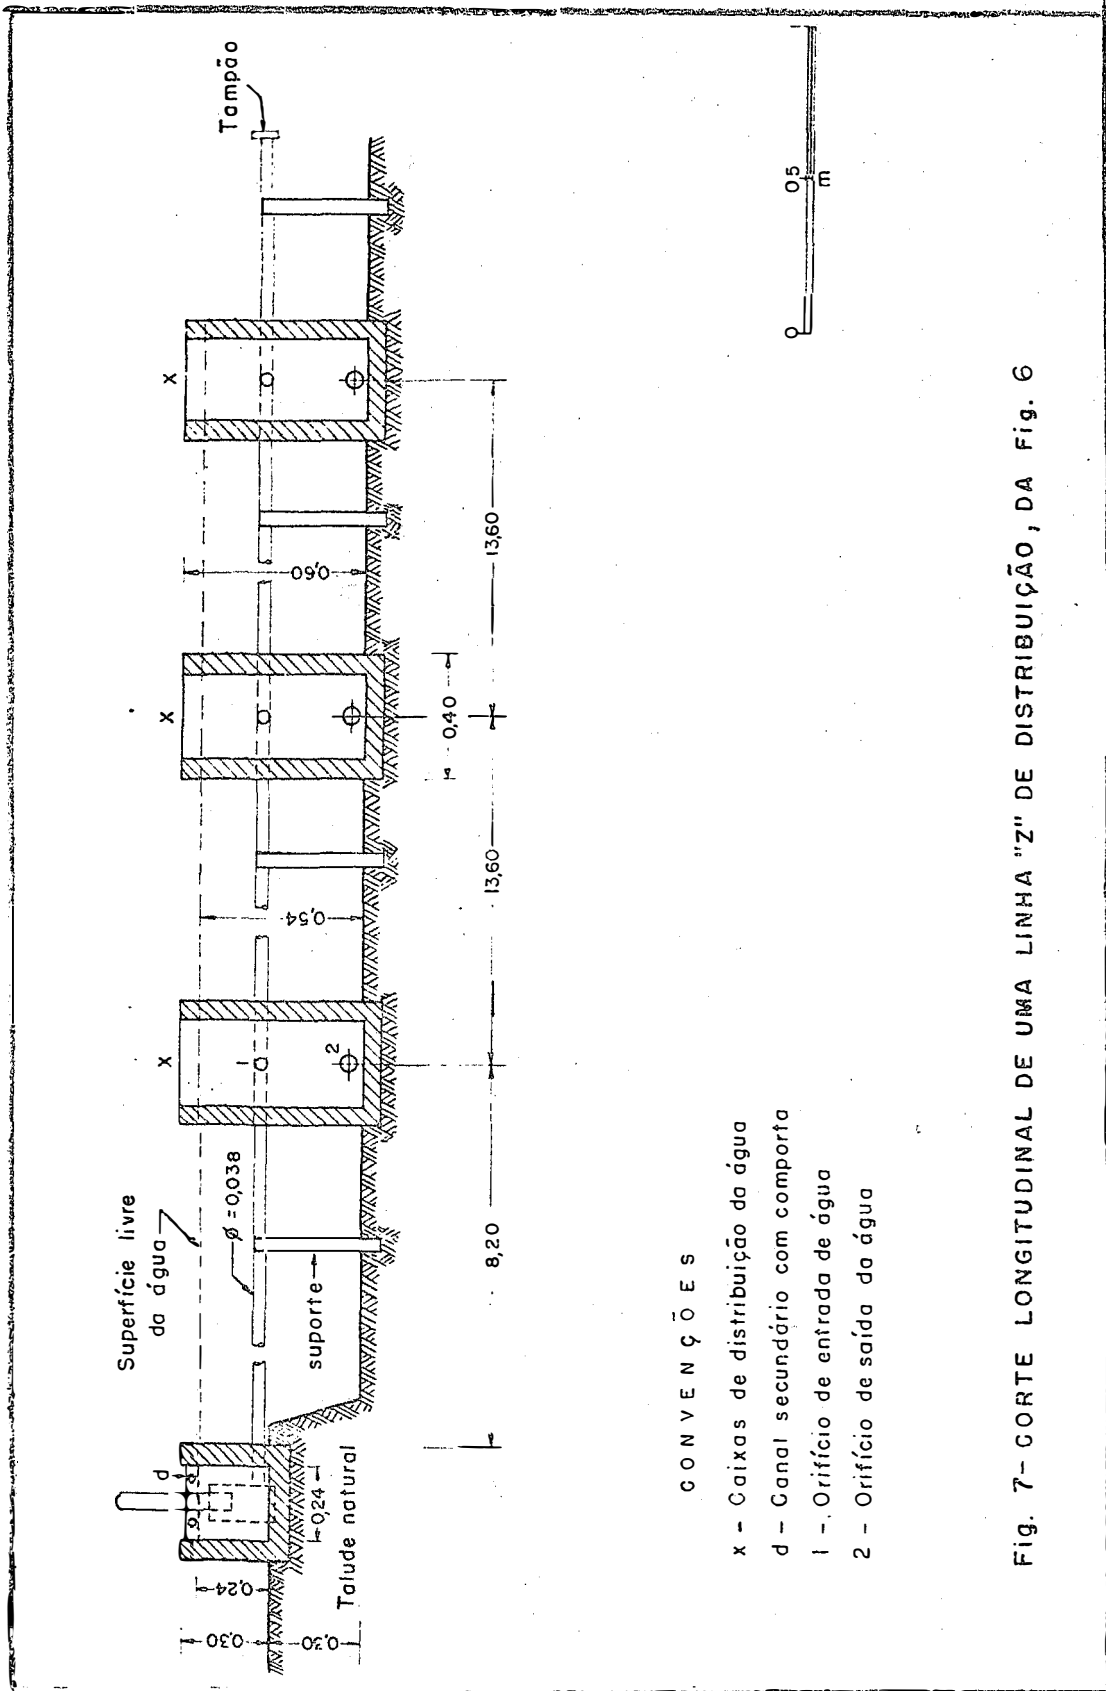 Tampão
Superfície livre
da água
x
x
x
d
Ø = 0,038
1
2
0,60
0,54
0,24
0,24
0,30
0,30
suporte
Talude natural
0,40
8,20
13,60
13,60
0
0.5
1
m
CONVENÇÕES
x - Caixas de distribuição da água
d - Canal secundário com comporta
1 - Orifício de entrada de água
2 - Orifício de saída da água
Fig. 7- CORTE LONGITUDINAL DE UMA LINHA "Z" DE DISTRIBUIÇÃO, DA Fig. 6